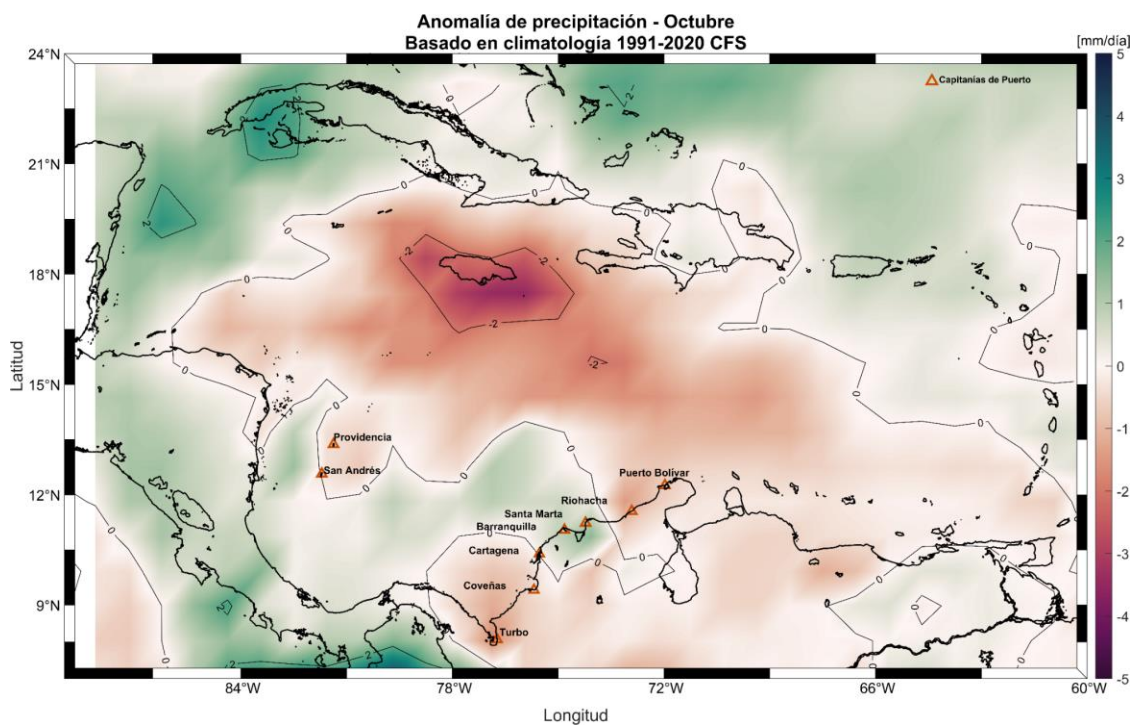 Anomalía de precipitación - Octubre
Basado en climatología 1991-2020 CFS
[mm/día]
24°N
21°N
18°N
15°N
12°N
9°N
Latitud
84°W
78°W
72°W
66°W
60°W
Longitud
Capitanías de Puerto
Providencia
San Andrés
Puerto Bolívar
Riohacha
Santa Marta
Barranquilla
Cartagena
Coveñas
Turbo
5
4
3
2
1
0
-1
-2
-3
-4
-5